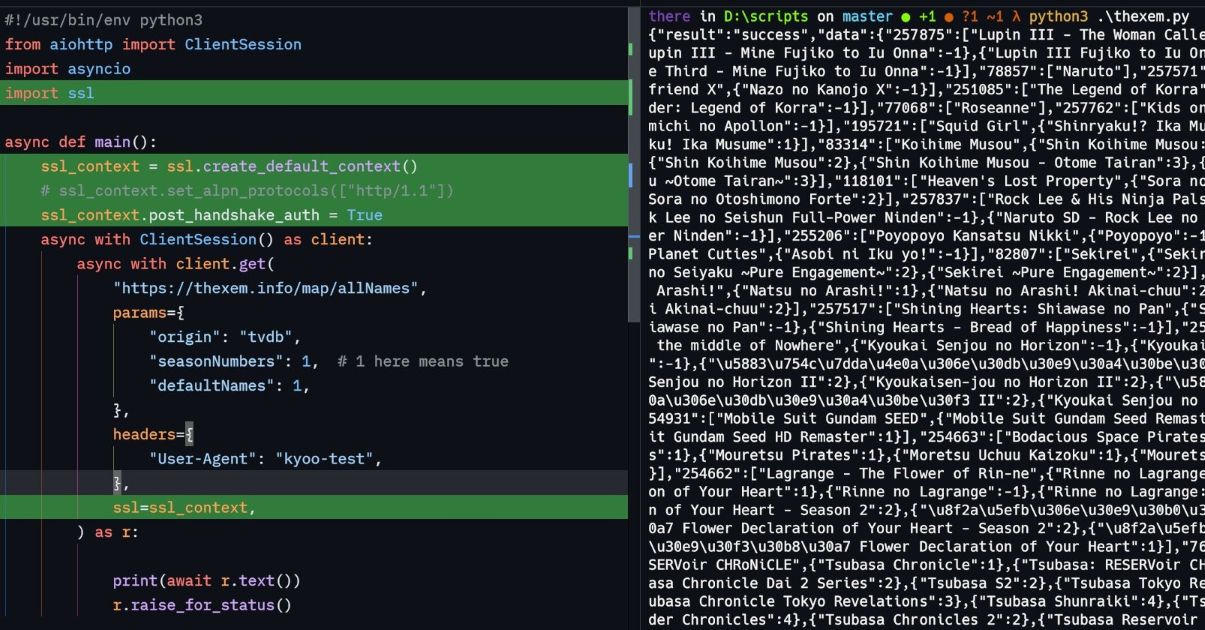 #!/usr/bin/env python3
from aiohttp import ClientSession
import asyncio
import ssl
async def main():
ssl_context = ssl.create_default_context()
# ssl_context.set_alpn_protocols(["http/1.1"])
ssl_context.post_handshake_auth = True
async with ClientSession() as client:
async with client.get(
"https://thexem.info/map/allNames",
params={
"origin": "tvdb",
"seasonNumbers": 1,  # 1 here means true
"defaultNames": 1,
},
headers={
"User-Agent": "kyoo-test",
},
ssl=ssl_context,
) as r:
print(await r.text())
r.raise_for_status()
there in D:\scripts on master ● +1 ● ?1 ~1 λ python3 .\thexem.py
{"result":"success","data":{"257875":["Lupin III - The Woman Calle
upin III - Mine Fujiko to Iu Onna":-1},{"Lupin III Fujiko to Iu On
e Third - Mine Fujiko to Iu Onna":-1}],"78857":["Naruto"],"257571"
friend X",{"Nazo no Kanojo X":-1}],"251085":["The Legend of Korra"
der: Legend of Korra":-1}],"77068":["Roseanne"],"257762":["Kids on
michi no Apollon":-1}],"195721":["Squid Girl",{"Shinryaku!? Ika Mu
ku! Ika Musume":1}],"83314":["Koihime Musou",{"Shin Koihime Musou:
{"Shin Koihime Musou":2},{"Shin Koihime Musou - Otome Tairan":3},{
u ~Otome Tairan~":3}],"118101":["Heaven's Lost Property",{"Sora no
Sora no Otoshimono Forte":2}],"257837":["Rock Lee & His Ninja Pals
k Lee no Seishun Full-Power Ninden":-1},{"Naruto SD - Rock Lee no
er Ninden":-1}],"255206":["Poyopoyo Kansatsu Nikki",{"Poyopoyo":-1
Planet Cuties",{"Asobi ni Iku yo!":-1}],"82807":["Sekirei",{"Sekir
no Seiyaku ~Pure Engagement~":2},{"Sekirei ~Pure Engagement~":2}],
Arashi!",{"Natsu no Arashi!":1},{"Natsu no Arashi! Akinai-chuu":2
i Akinai-chuu":2}],"257517":["Shining Hearts: Shiawase no Pan",{"S
iawase no Pan":-1},{"Shining Hearts - Bread of Happiness":-1}],"25
the middle of Nowhere",{"Kyoukai Senjou no Horizon":-1},{"Kyoukai
":-1},{"\u5883\u754c\u7dda\u4e0a\u306e\u30db\u30e9\u30a4\u30be\u30
Senjou no Horizon II":2},{"Kyoukaisen-jou no Horizon II":2},{"\u58
0a\u306e\u30db\u30e9\u30a4\u30be\u30f3 II":2},{"Kyoukai Senjou no
54931":["Mobile Suit Gundam SEED",{"Mobile Suit Gundam Seed Remast
it Gundam Seed HD Remaster":1}],"254663":["Bodacious Space Pirates
s":1},{"Mouretsu Pirates":1},{"Moretsu Uchuu Kaizoku":1},{"Mourets
}],"254662":["Lagrange - The Flower of Rin-ne",{"Rinne no Lagrange
on of Your Heart":1},{"Rinne no Lagrange":-1},{"Rinne no Lagrange:
n of Your Heart - Season 2":2},{"\u8f2a\u5efb\u306e\u30e9\u30b0\u3
0a7 Flower Declaration of Your Heart - Season 2":2},{"\u8f2a\u5efb
\u30e9\u30f3\u30b8\u30a7 Flower Declaration of Your Heart":1}],"76
SERVoir CHRoNiCLE",{"Tsubasa Chronicle":1},{"Tsubasa: RESERVoir CH
asa Chronicle Dai 2 Series":2},{"Tsubasa S2":2},{"Tsubasa Tokyo Re
ubasa Chronicle Tokyo Revelations":3},{"Tsubasa Shunraiki":4},{"Ts
der Chronicles":4},{"Tsubasa Chronicles 2":2},{"Tsubasa Reservoir